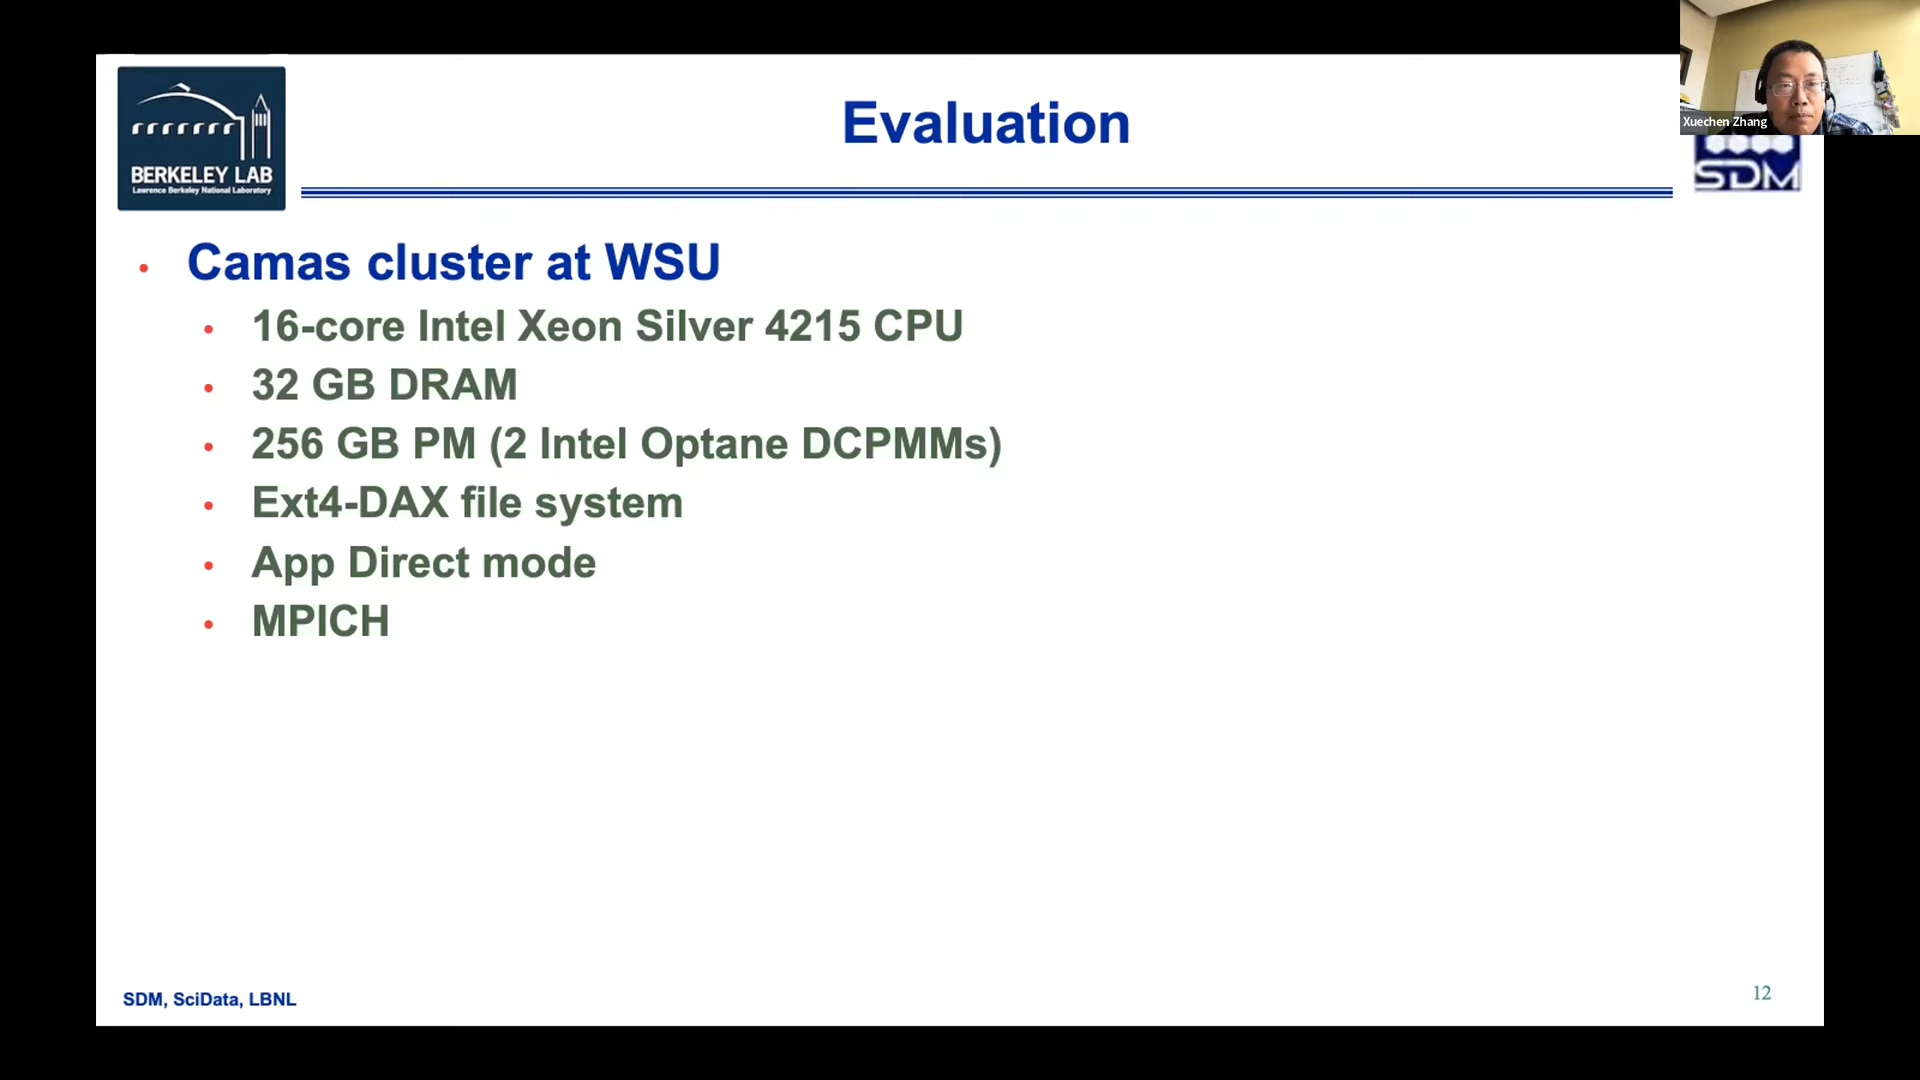 Xuechen Zhang
BERKELEY LAB
Lawrence Berkeley National Laboratory
Evaluation
SDM
• Camas cluster at WSU
• 16-core Intel Xeon Silver 4215 CPU
• 32 GB DRAM
• 256 GB PM (2 Intel Optane DCPMMs)
• Ext4-DAX file system
• App Direct mode
• MPICH
SDM, SciData, LBNL
12